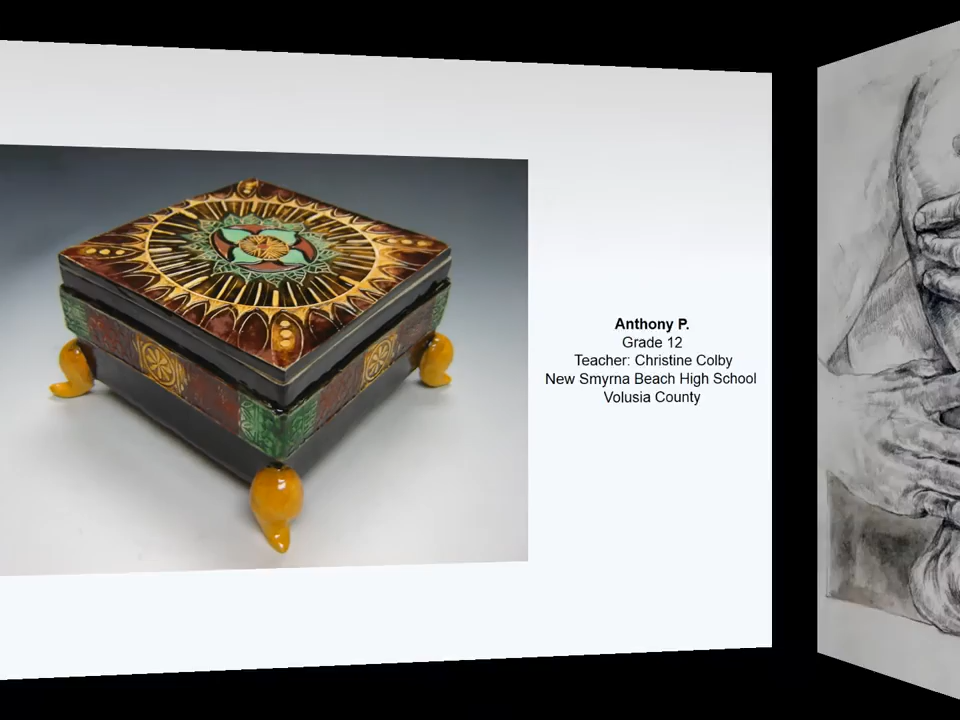 Anthony P.
Grade 12
Teacher: Christine Colby
New Smyrna Beach High School
Volusia County